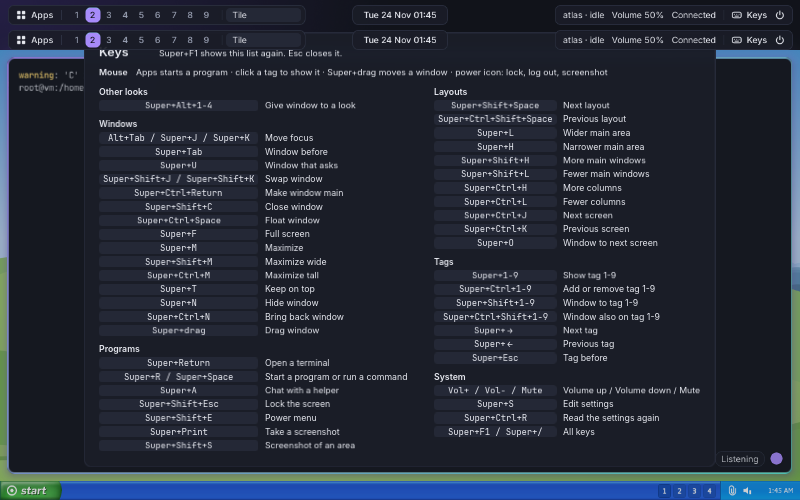 Apps 1 2 3 4 5 6 7 8 9 Tile Tue 24 Nov 01:45 atlas · idle Volume 50% Connected Keys
Apps 1 2 3 4 5 6 7 8 9 Tile Tue 24 Nov 01:45 atlas · idle Volume 50% Connected Keys
warning: 'C'
root@vm:/home
Keys Super+F1 shows this list again. Esc closes it.
Mouse Apps starts a program · click a tag to show it · Super+drag moves a window · power icon: lock, log out, screenshot
Other looks
Super+Alt+1-4 Give window to a look
Windows
Alt+Tab / Super+J / Super+K Move focus
Super+Tab Window before
Super+U Window that asks
Super+Shift+J / Super+Shift+K Swap window
Super+Ctrl+Return Make window main
Super+Shift+C Close window
Super+Ctrl+Space Float window
Super+F Full screen
Super+M Maximize
Super+Shift+M Maximize wide
Super+Ctrl+M Maximize tall
Super+T Keep on top
Super+N Hide window
Super+Ctrl+N Bring back window
Super+drag Drag window
Programs
Super+Return Open a terminal
Super+R / Super+Space Start a program or run a command
Super+A Chat with a helper
Super+Shift+Esc Lock the screen
Super+Shift+E Power menu
Super+Print Take a screenshot
Super+Shift+S Screenshot of an area
Layouts
Super+Shift+Space Next layout
Super+Ctrl+Shift+Space Previous layout
Super+L Wider main area
Super+H Narrower main area
Super+Shift+H More main windows
Super+Shift+L Fewer main windows
Super+Ctrl+H More columns
Super+Ctrl+L Fewer columns
Super+Ctrl+J Next screen
Super+Ctrl+K Previous screen
Super+O Window to next screen
Tags
Super+1-9 Show tag 1-9
Super+Ctrl+1-9 Add or remove tag 1-9
Super+Shift+1-9 Window to tag 1-9
Super+Ctrl+Shift+1-9 Window also on tag 1-9
Super+→ Next tag
Super+← Previous tag
Super+Esc Tag before
System
Vol+ / Vol- / Mute Volume up / Volume down / Mute
Super+S Edit settings
Super+Ctrl+R Read the settings again
Super+F1 / Super+/ All keys
Listening
start 1 2 3 4 1:45 AM